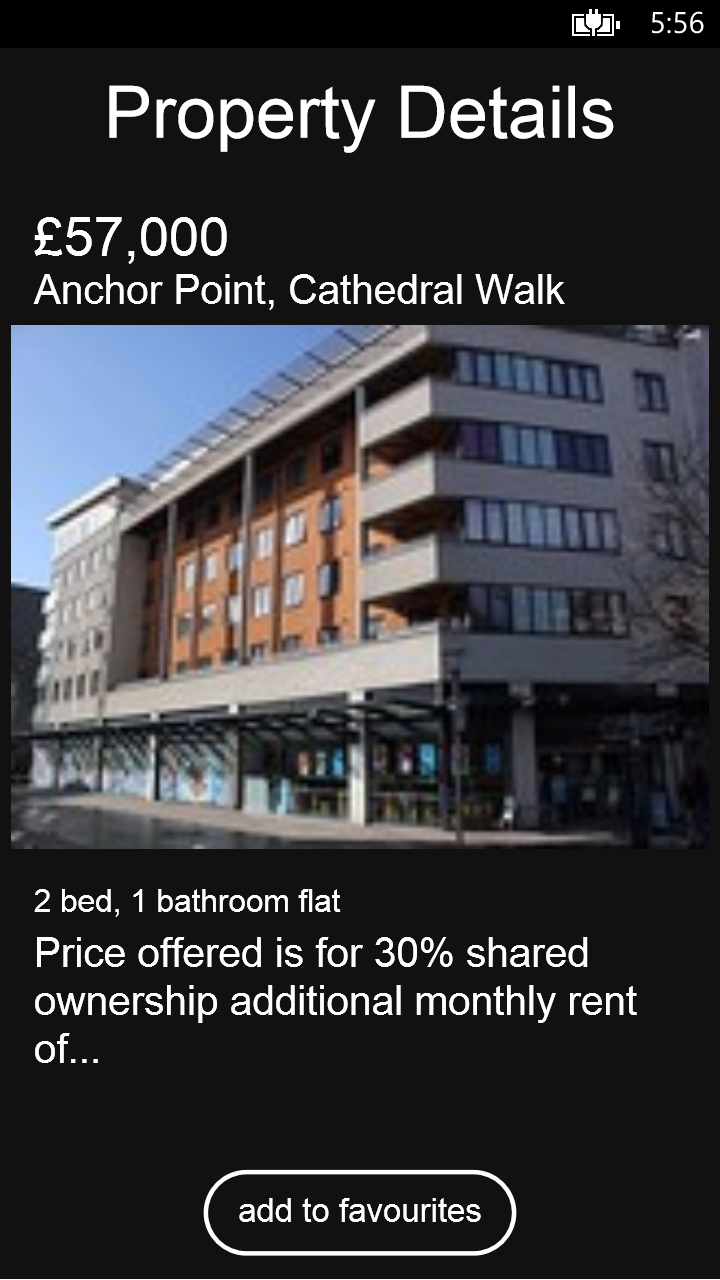 5:56
Property Details
£57,000
Anchor Point, Cathedral Walk
2 bed, 1 bathroom flat
Price offered is for 30% shared
ownership additional monthly rent
of...
add to favourites